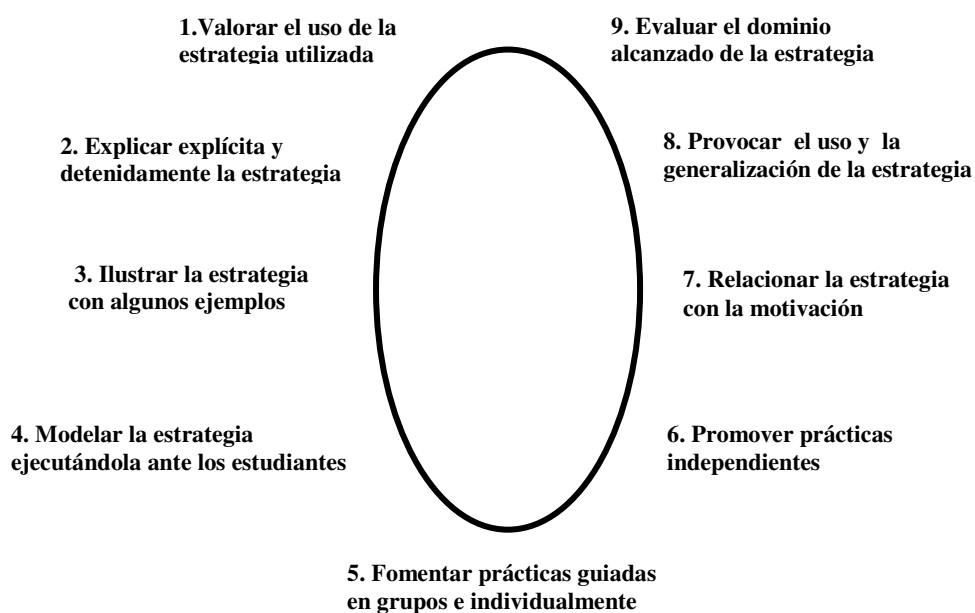 1.Valorar el uso de la
estrategia utilizada
2. Explicar explícita y
detenidamente la estrategia
3. Ilustrar la estrategia
con algunos ejemplos
4. Modelar la estrategia
ejecutándola ante los estudiantes
5. Fomentar prácticas guiadas
en grupos e individualmente
6. Promover prácticas
independientes
7. Relacionar la estrategia
con la motivación
8. Provocar el uso y la
generalización de la estrategia
9. Evaluar el dominio
alcanzado de la estrategia